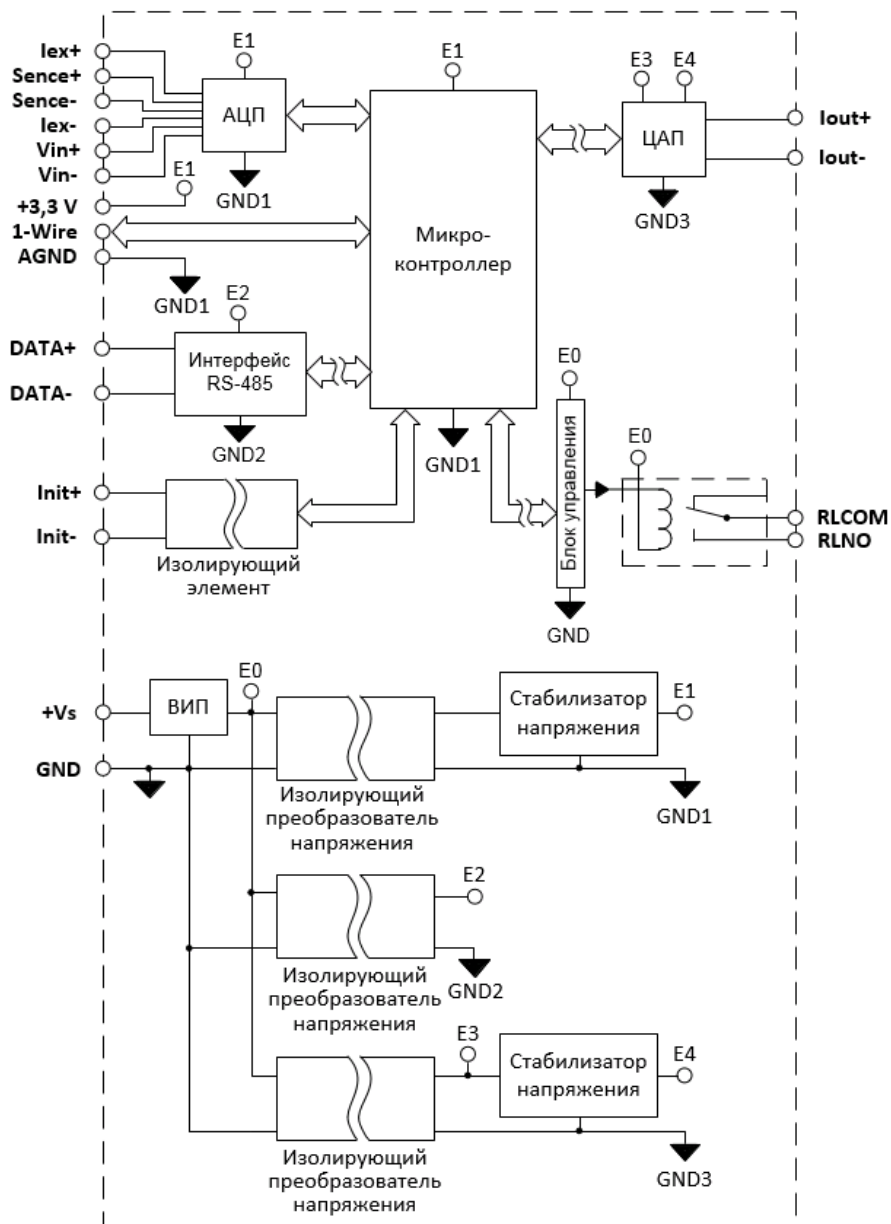 Iex+
Sence+
Sence-
Iex-
Vin+
Vin-
+3,3 V
1-Wire
AGND
E1
АЦП
GND1
E1
GND1
E1
Микро-
контроллер
GND1
E3
E4
ЦАП
GND3
Iout+
Iout-
DATA+
DATA-
E2
Интерфейс
RS-485
GND2
Init+
Init-
Изолирующий
элемент
E0
Блок управления
GND
E0
RLCOM
RLNO
+Vs
GND
ВИП
E0
Изолирующий
преобразователь
напряжения
Стабилизатор
напряжения
E1
GND1
E2
Изолирующий
преобразователь
напряжения
GND2
E3
Изолирующий
преобразователь
напряжения
Стабилизатор
напряжения
E4
GND3